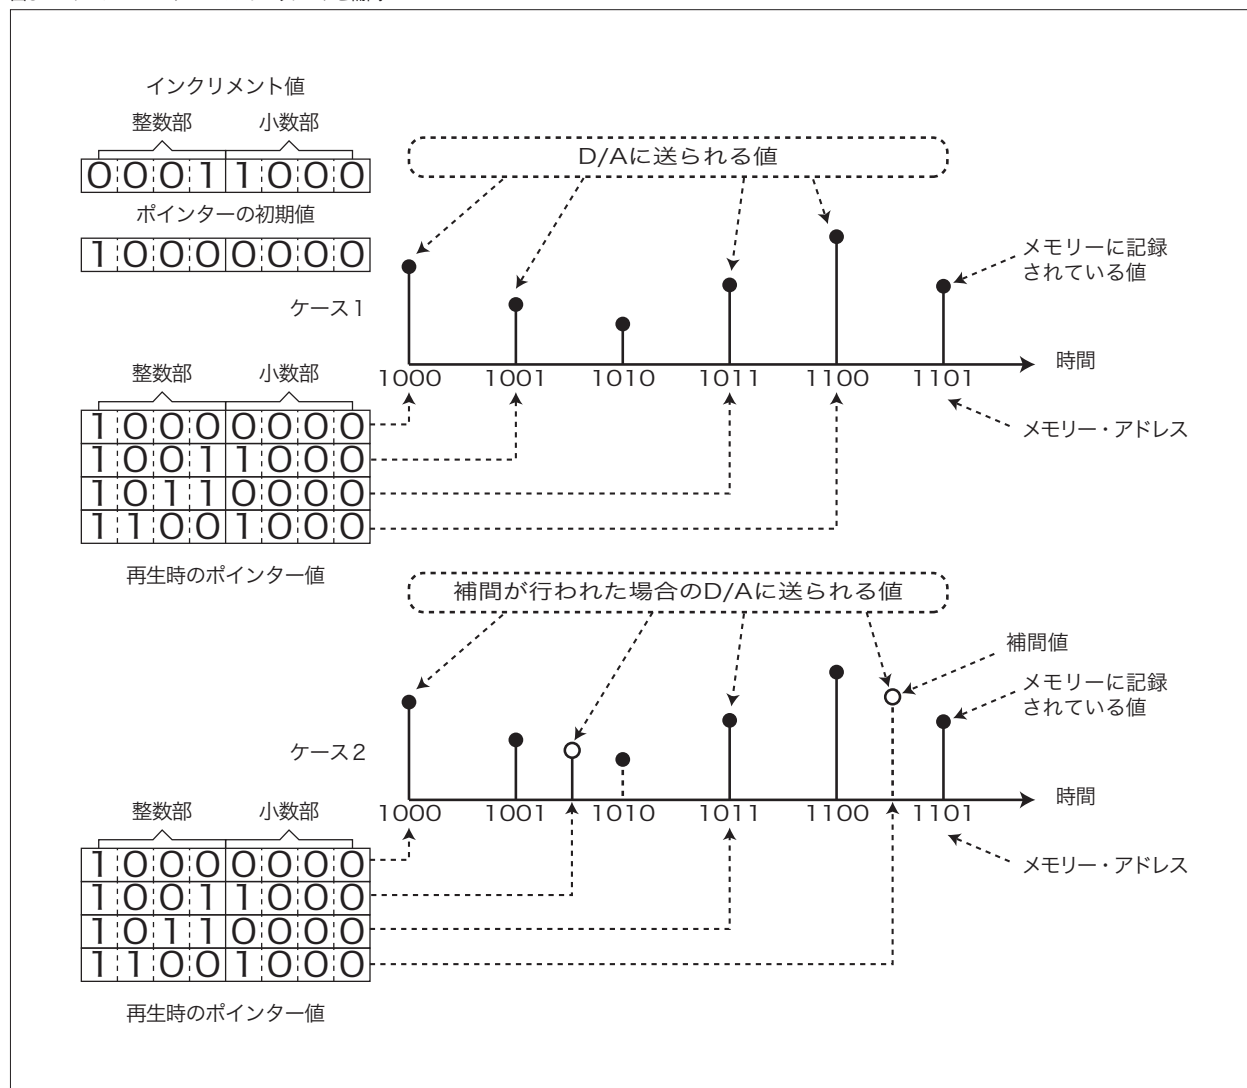 インクリメント値
整数部 小数部
00011000
ポインターの初期値
10000000
D/Aに送られる値
メモリーに記録
されている値
ケース1
時間
1000 1001 1010 1011 1100 1101
メモリー・アドレス
整数部 小数部
10000000
10011000
10110000
11001000
再生時のポインター値
補間が行われた場合のD/Aに送られる値
補間値
メモリーに記録
されている値
ケース2
時間
1000 1001 1010 1011 1100 1101
メモリー・アドレス
整数部 小数部
10000000
10011000
10110000
11001000
再生時のポインター値